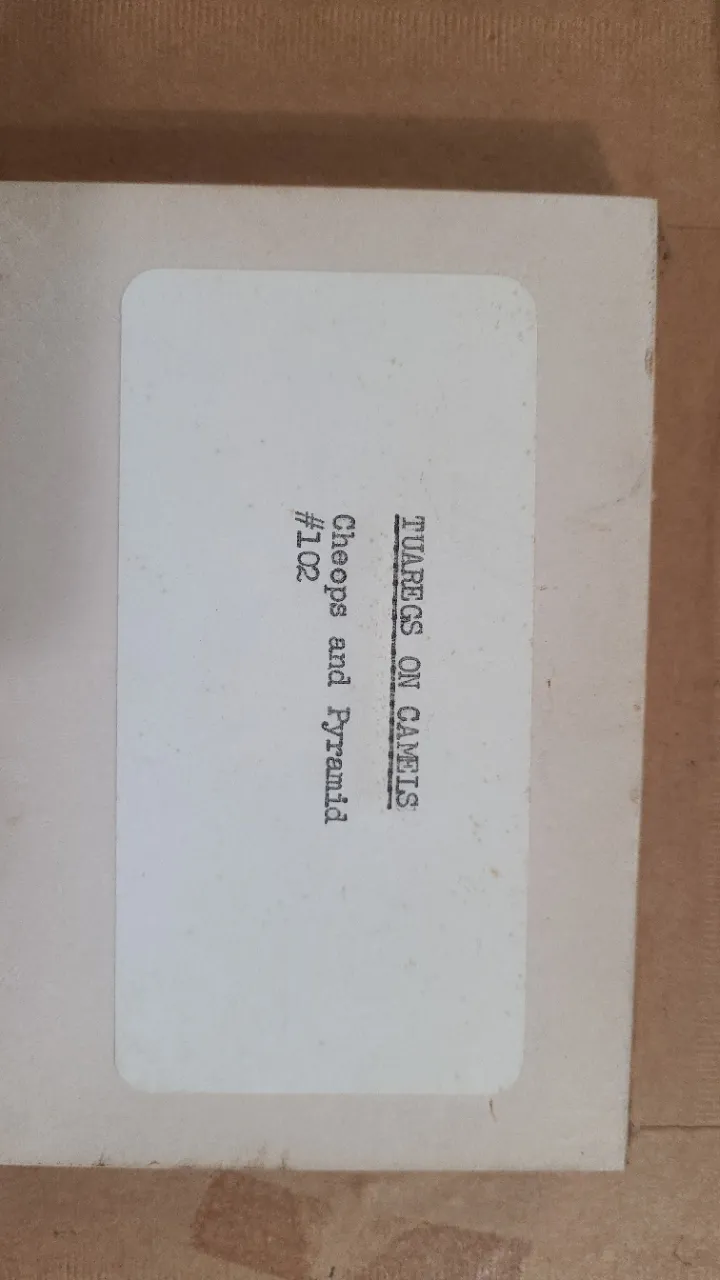 TUAREGS ON CAMELS
Cheops and Pyramid
#102